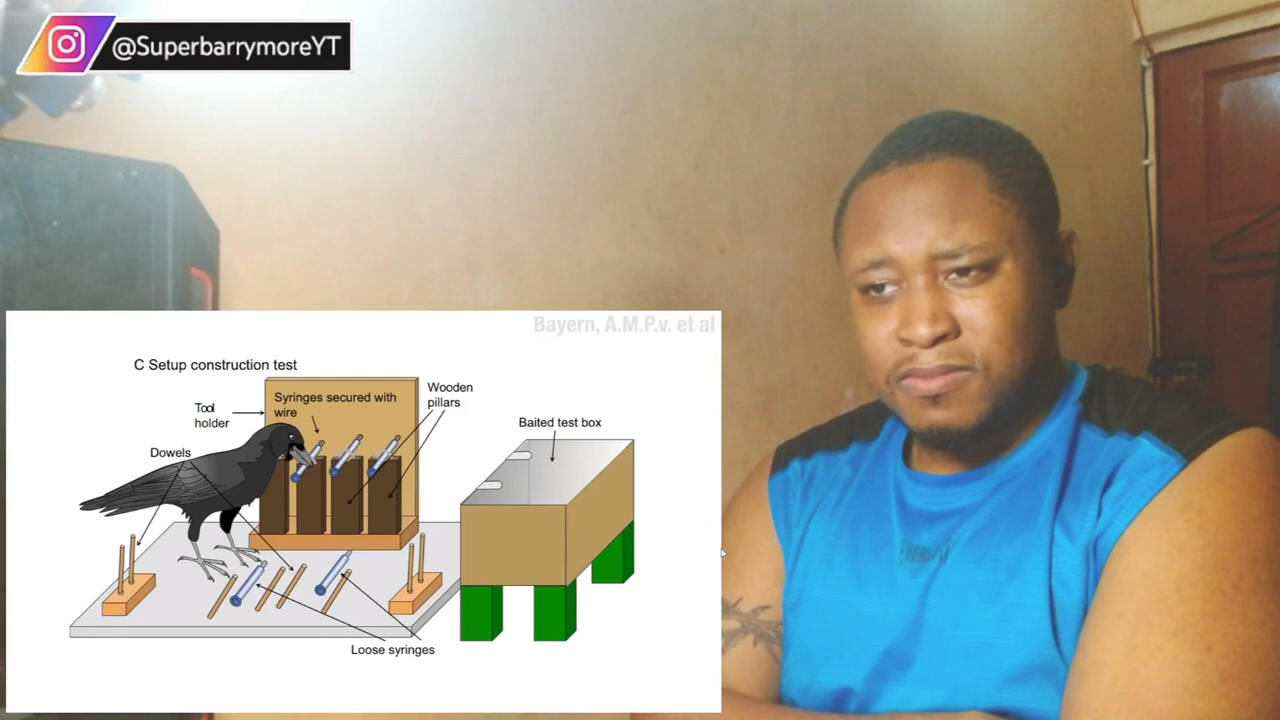 @SuperbarrymoreYT
Bayern, A.M.P.v. et al
C Setup construction test
Wooden
pillars
Syringes secured with
wire
Tool
holder
Baited test box
Dowels
Loose syringes